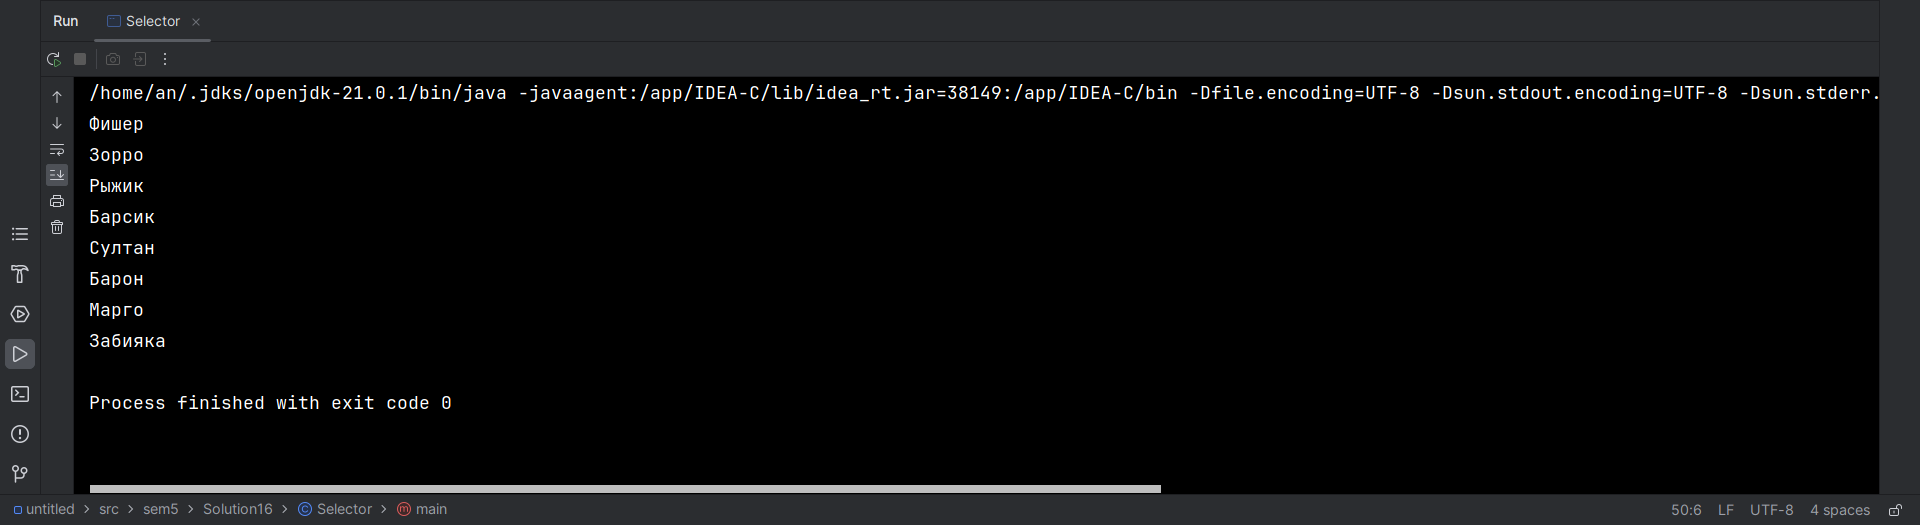 Run Selector
/home/an/.jdks/openjdk-21.0.1/bin/java -javaagent:/app/IDEA-C/lib/idea_rt.jar=38149:/app/IDEA-C/bin -Dfile.encoding=UTF-8 -Dsun.stdout.encoding=UTF-8 -Dsun.stderr.
Фишер
Зорро
Рыжик
Барсик
Султан
Барон
Марго
Забияка
Process finished with exit code 0
untitled > src > sem5 > Solution16 > Selector > main 50:6 LF UTF-8 4 spaces